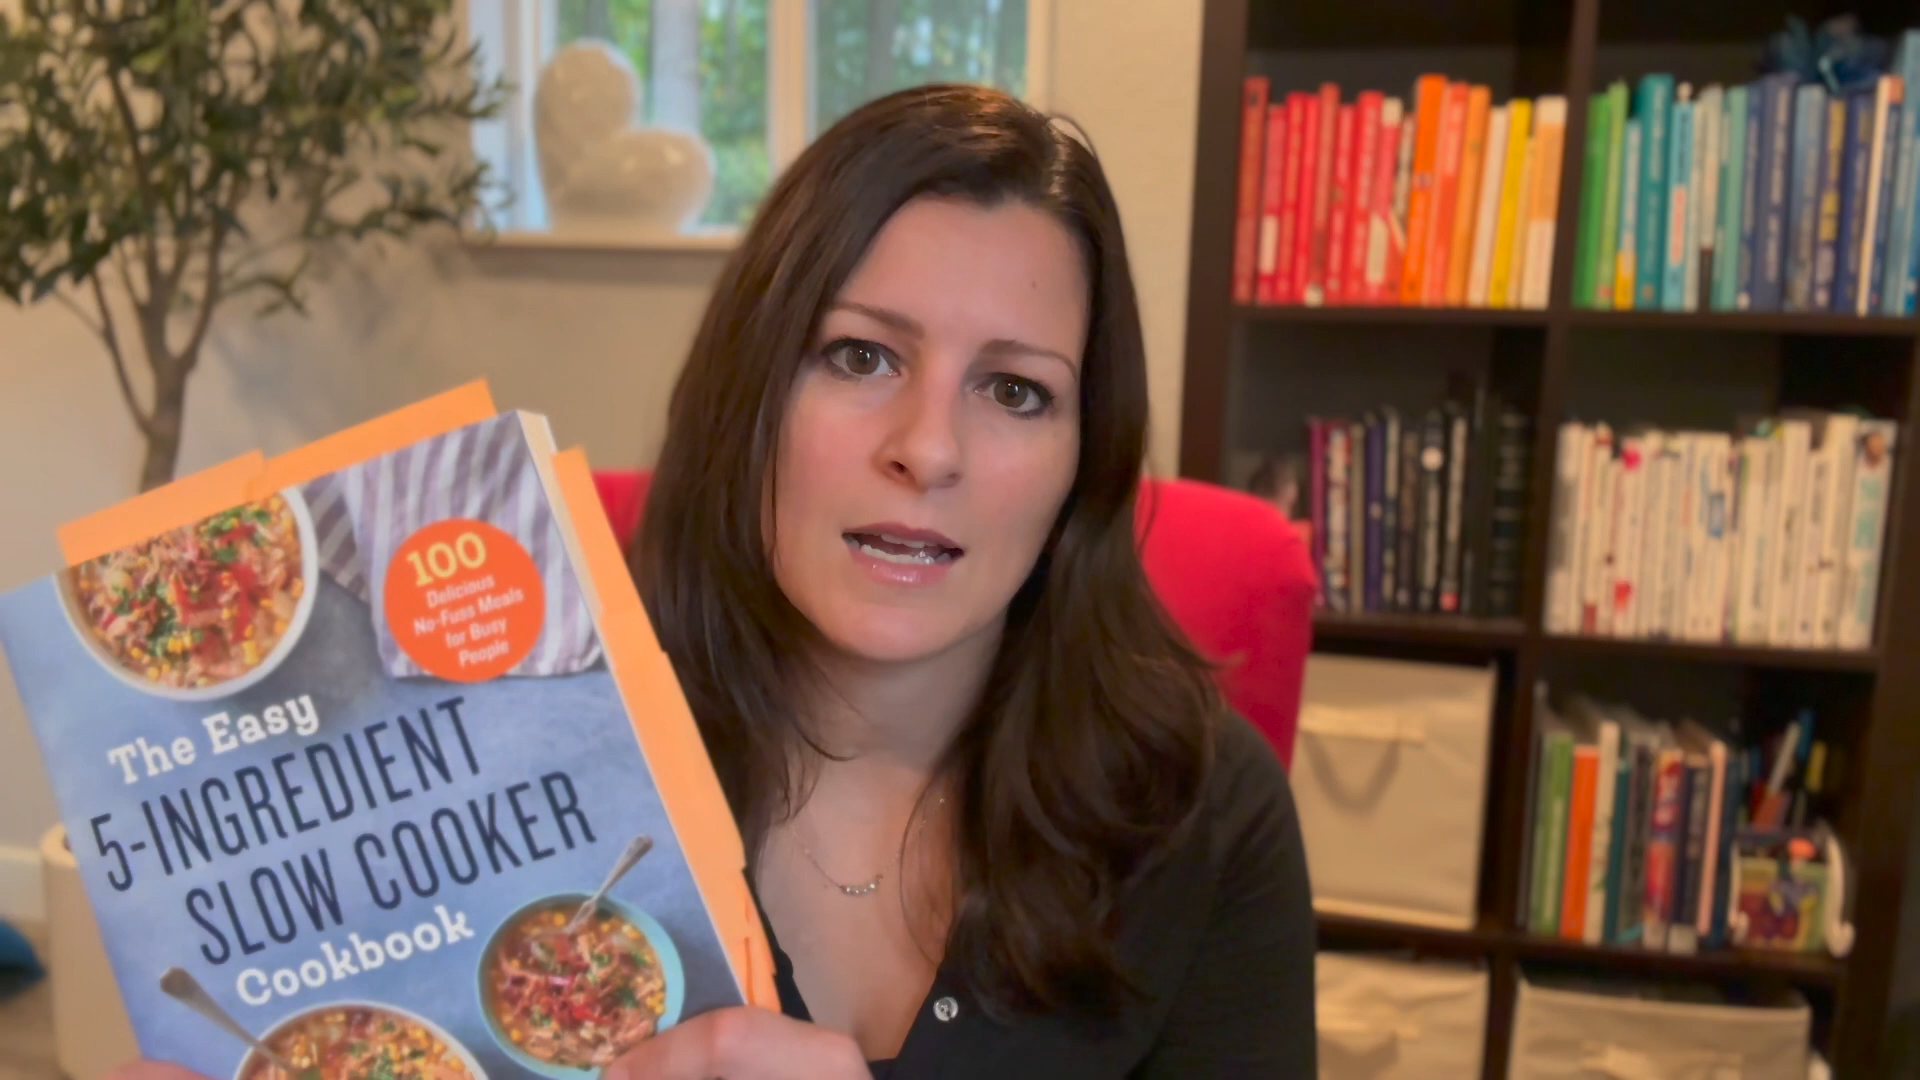 100
Delicious
No-Fuss Meals
for Busy
People
The Easy
5-INGREDIENT
SLOW COOKER
Cookbook